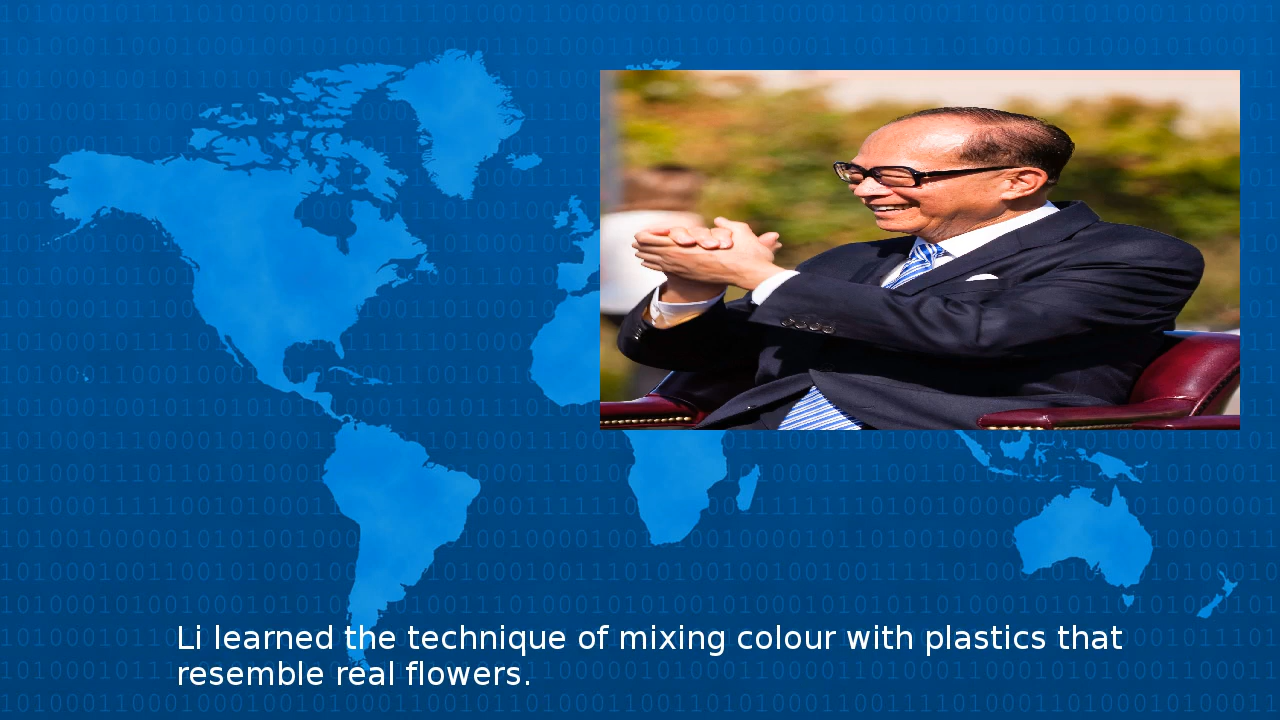 Li learned the technique of mixing colour with plastics that
resemble real flowers.